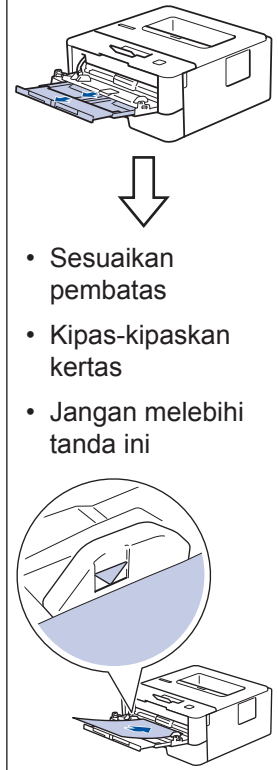 • Sesuaikan
pembatas
• Kipas-kipaskan
kertas
• Jangan melebihi
tanda ini